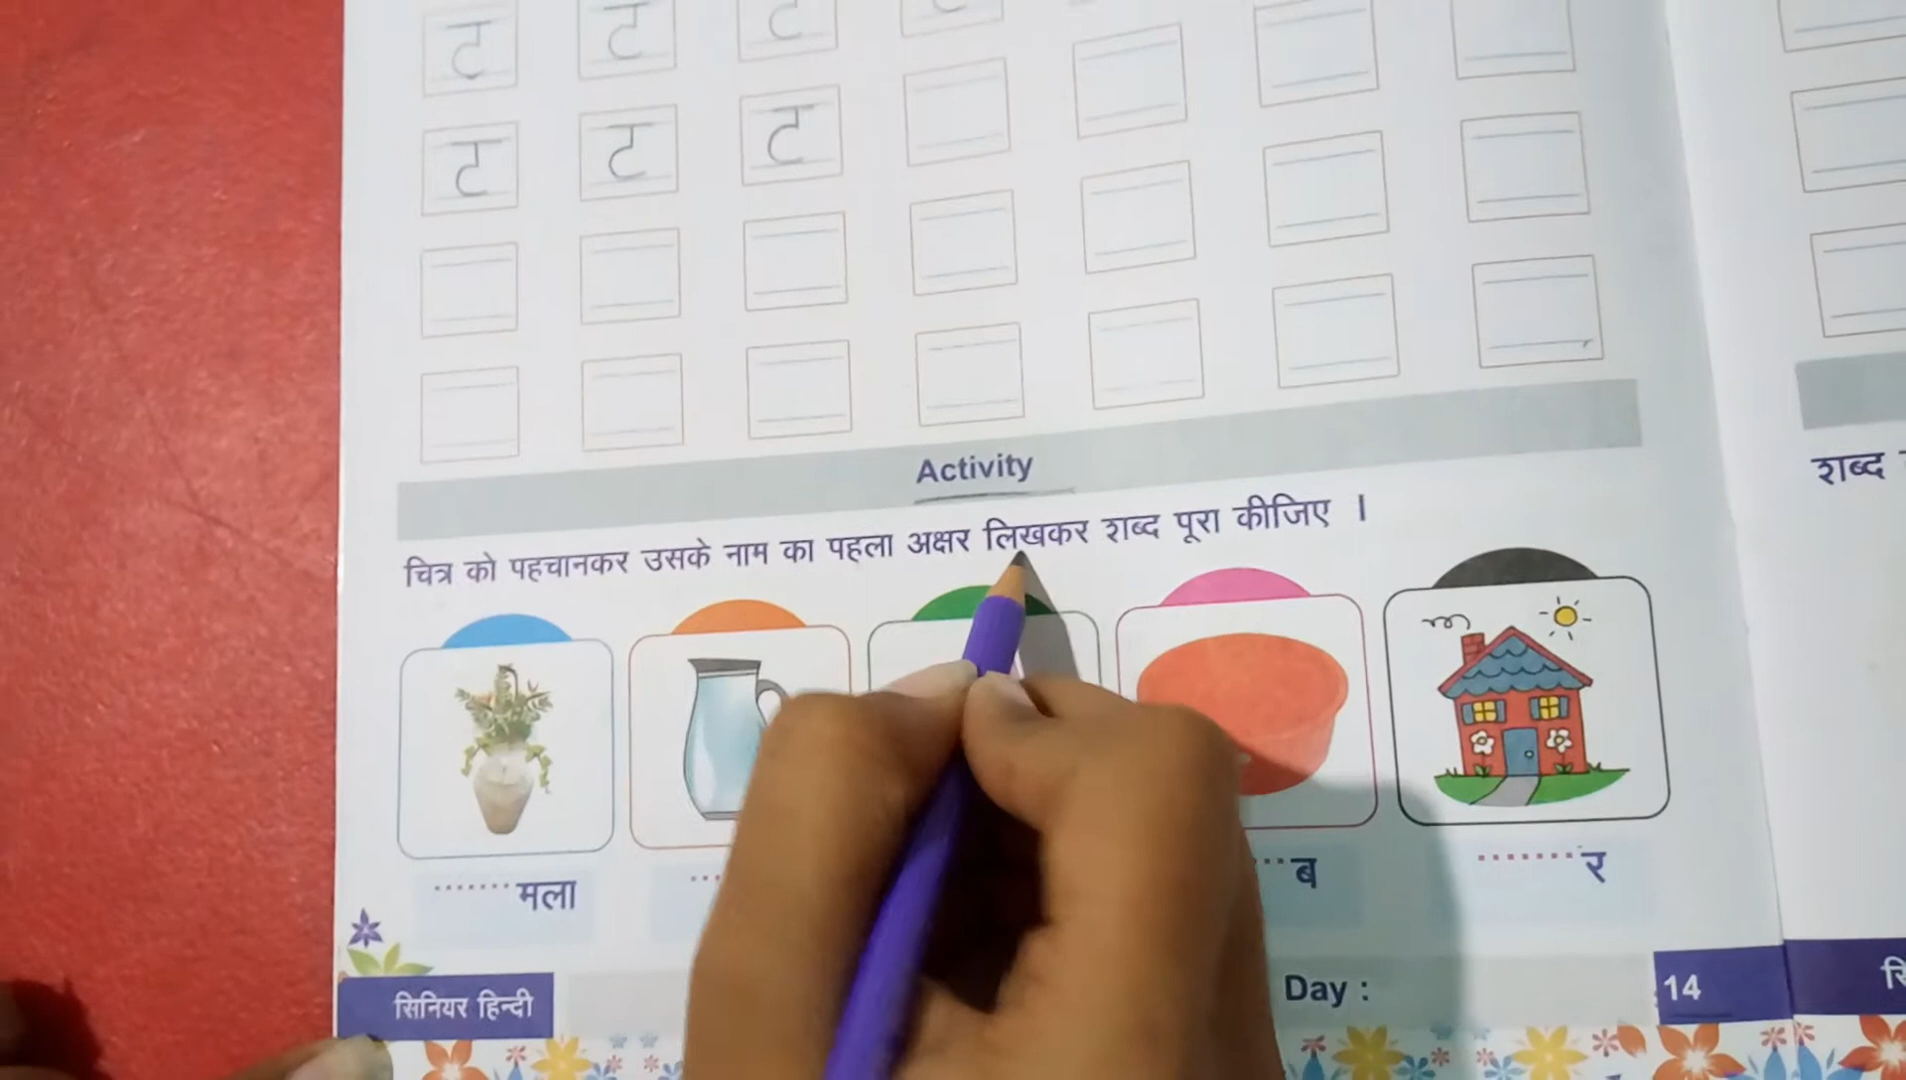 ट ट ट
ट ट ट
Activity
चित्र को पहचानकर उसके नाम का पहला अक्षर लिखकर शब्द पूरा कीजिए ।
शब्द
.......मला
...ब
.......र
सिनियर हिन्दी
Day :
14